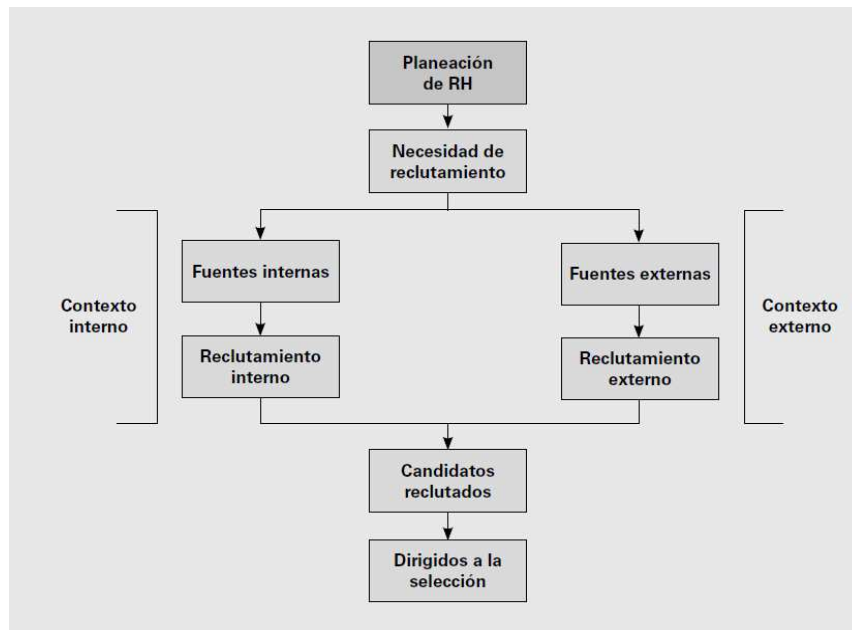 Planeación
de RH
Necesidad de
reclutamiento
Fuentes internas
Fuentes externas
Contexto
interno
Contexto
externo
Reclutamiento
interno
Reclutamiento
externo
Candidatos
reclutados
Dirigidos a la
selección